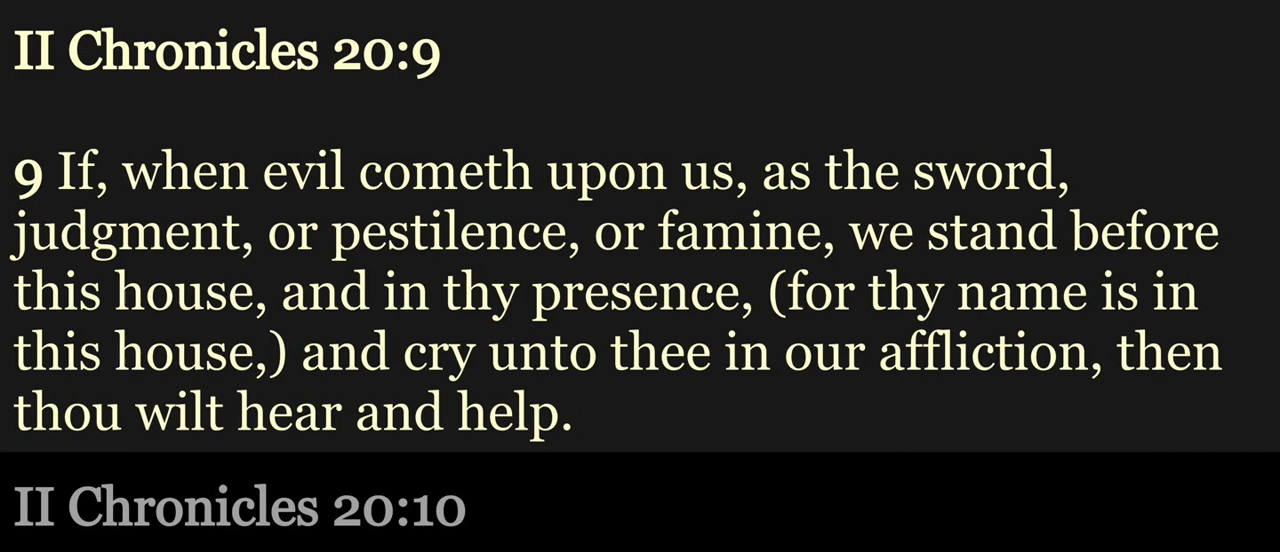 II Chronicles 20:9
9 If, when evil cometh upon us, as the sword,
judgment, or pestilence, or famine, we stand before
this house, and in thy presence, (for thy name is in
this house,) and cry unto thee in our affliction, then
thou wilt hear and help.
II Chronicles 20:10